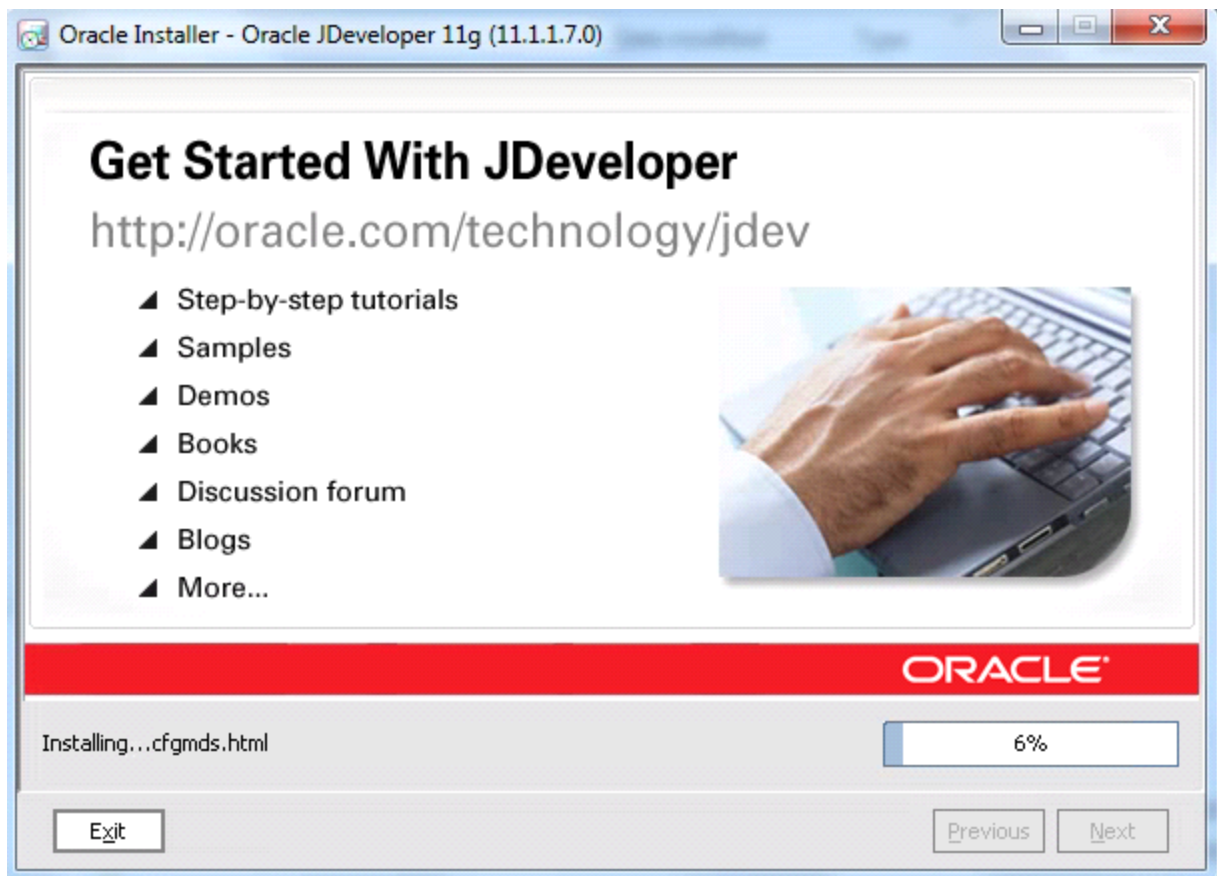 Oracle Installer - Oracle JDeveloper 11g (11.1.1.7.0)
Get Started With JDeveloper
http://oracle.com/technology/jdev
Step-by-step tutorials
Samples
Demos
Books
Discussion forum
Blogs
More...
ORACLE
Installing...cfgmds.html
6%
Exit
Previous
Next